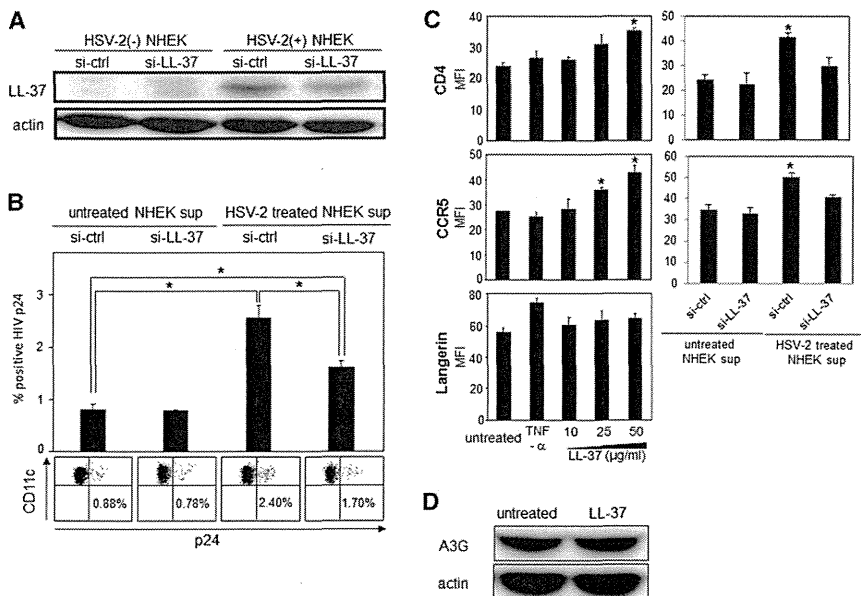 A
HSV-2(-) NHEK
HSV-2(+) NHEK
si-ctrl
si-LL-37
si-ctrl
si-LL-37
LL-37
actin
B
untreated NHEK sup
HSV-2 treated NHEK sup
si-ctrl
si-LL-37
si-ctrl
si-LL-37
% positive HIV p24
3
2
1
0
*
*
*
CD11c
0.88%
0.78%
2.40%
1.70%
p24
C
CD4
MFI
40
30
20
10
0
*
50
40
30
20
10
0
*
CCR5
MFI
50
40
30
20
10
0
*
*
60
50
40
30
20
10
0
*
si-ctrl
si-LL-37
si-ctrl
si-LL-37
untreated
NHEK sup
HSV-2 treated
NHEK sup
Langerin
MFI
80
60
40
20
0
untreated
TNF
- α
10
25
50
LL-37 (μg/ml)
D
untreated
LL-37
A3G
actin